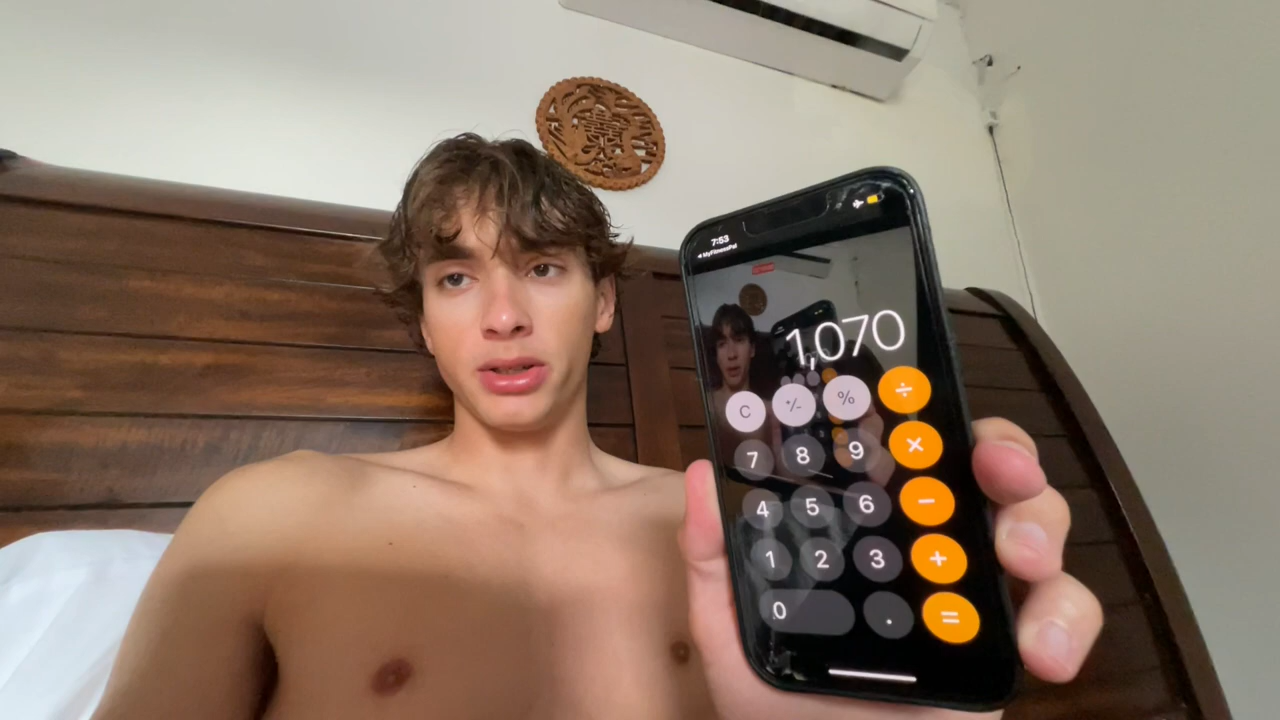 7:53
◀ MyFitnessPal
1,070
C +/- % ÷
7 8 9 ×
4 5 6 −
1 2 3 +
0 . =